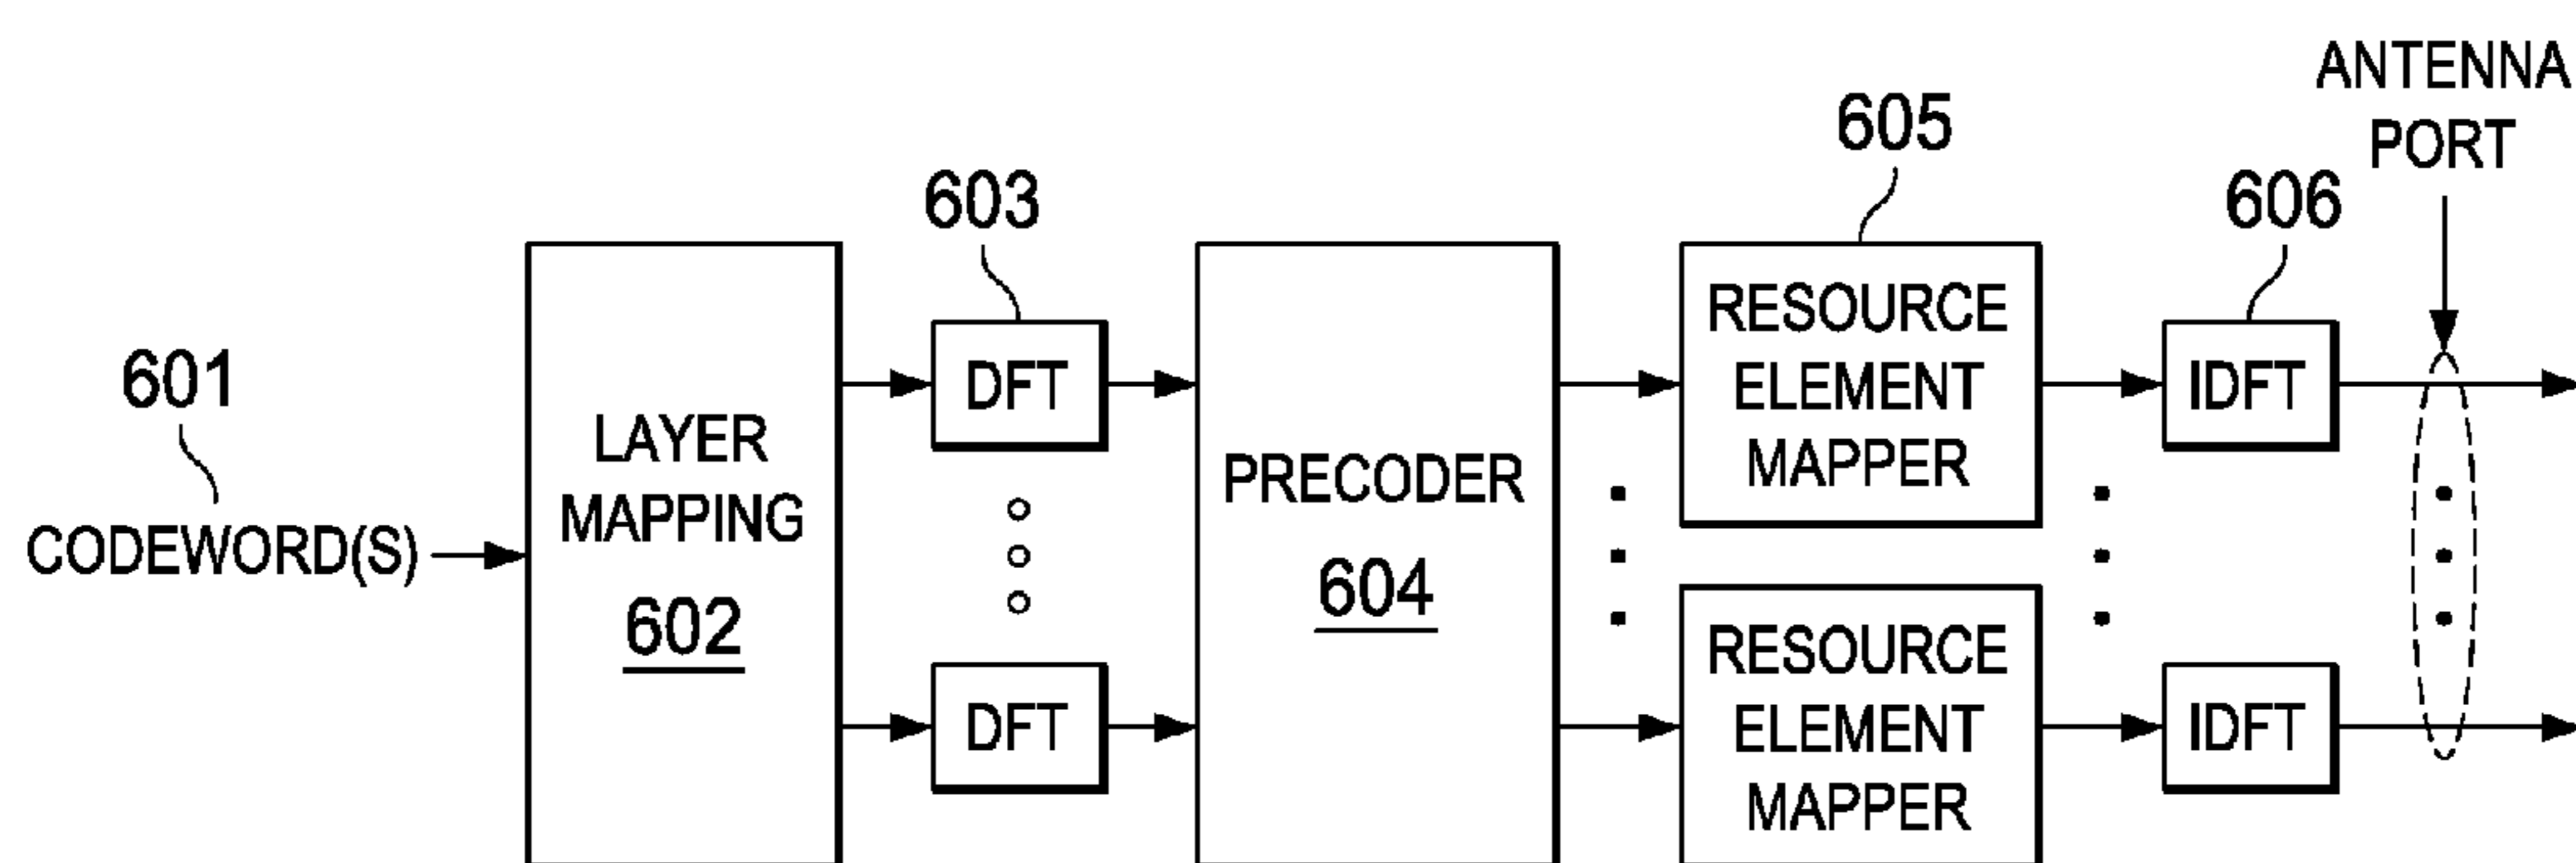 601
CODEWORD(S)
LAYER
MAPPING
602
603
DFT
DFT
PRECODER
604
605
RESOURCE
ELEMENT
MAPPER
RESOURCE
ELEMENT
MAPPER
606
IDFT
IDFT
ANTENNA
PORT